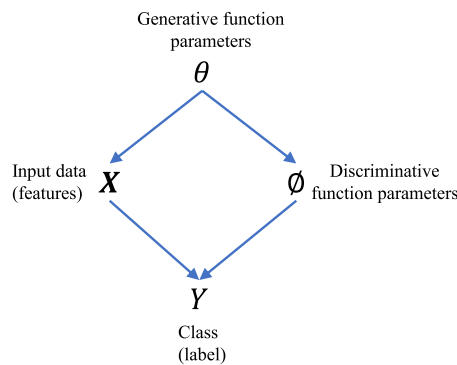 Generative function
parameters
θ
Input data
(features)
X
∅
Discriminative
function parameters
Y
Class
(label)